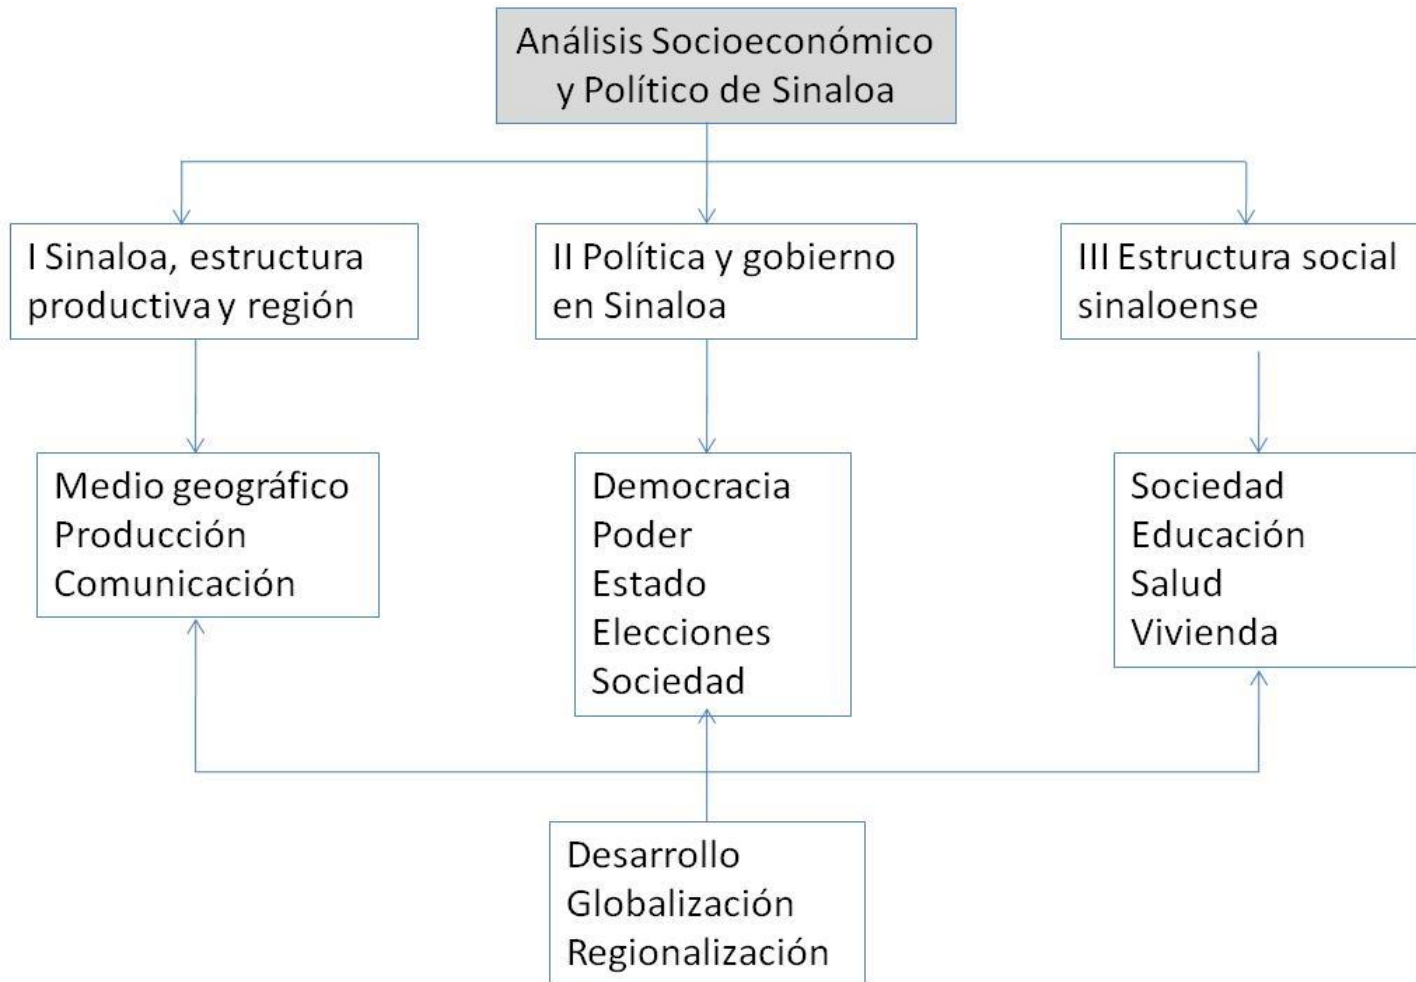 Análisis Socioeconómico
y Político de Sinaloa
I Sinaloa, estructura
productiva y región
II Política y gobierno
en Sinaloa
III Estructura social
sinaloense
Medio geográfico
Producción
Comunicación
Democracia
Poder
Estado
Elecciones
Sociedad
Sociedad
Educación
Salud
Vivienda
Desarrollo
Globalización
Regionalización